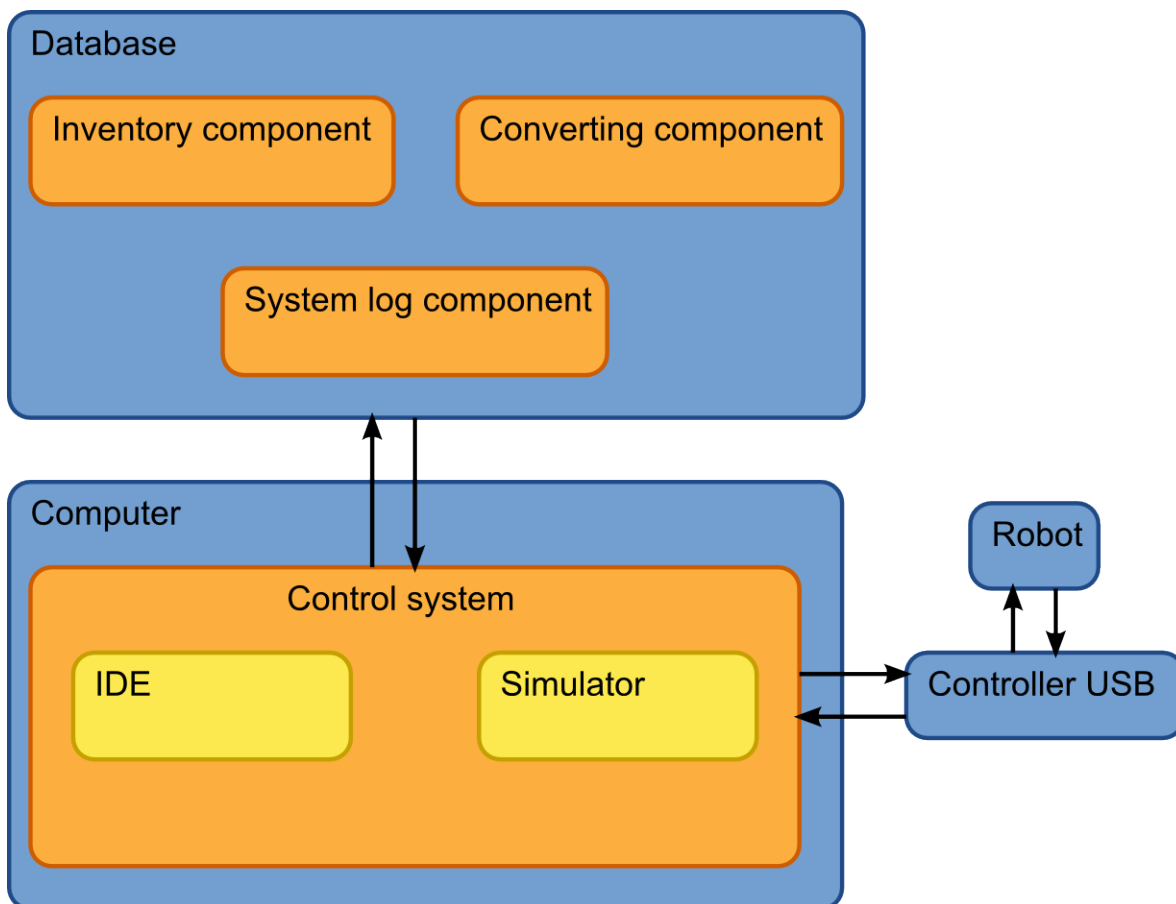 Database
Inventory component
Converting component
System log component
Computer
Control system
IDE
Simulator
Robot
Controller USB